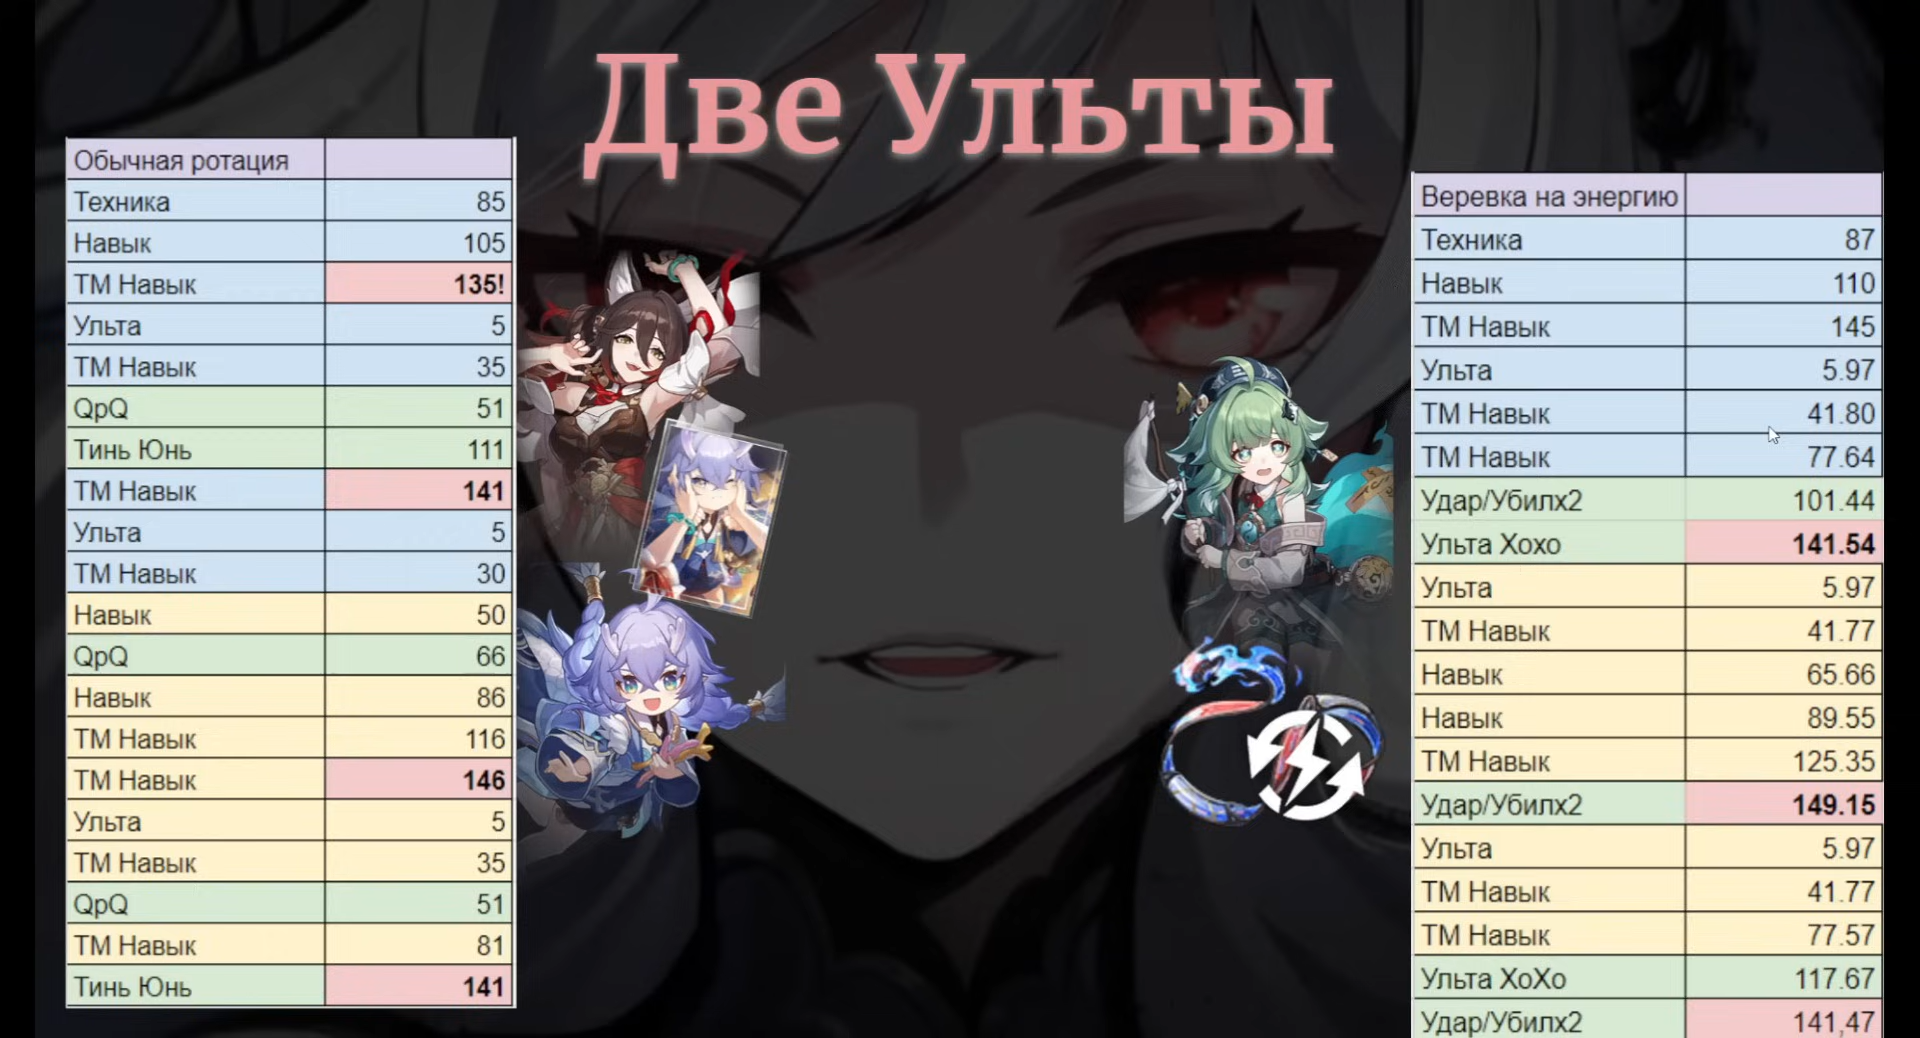 Две Ульты
Обычная ротация
Техника 85
Навык 105
ТМ Навык 135!
Ульта 5
ТМ Навык 35
QpQ 51
Тинь Юнь 111
ТМ Навык 141
Ульта 5
ТМ Навык 30
Навык 50
QpQ 66
Навык 86
ТМ Навык 116
ТМ Навык 146
Ульта 5
ТМ Навык 35
QpQ 51
ТМ Навык 81
Тинь Юнь 141
Веревка на энергию
Техника 87
Навык 110
ТМ Навык 145
Ульта 5.97
ТМ Навык 41.80
ТМ Навык 77.64
Удар/Убилх2 101.44
Ульта Хохо 141.54
Ульта 5.97
ТМ Навык 41.77
Навык 65.66
Навык 89.55
ТМ Навык 125.35
Удар/Убилх2 149.15
Ульта 5.97
ТМ Навык 41.77
ТМ Навык 77.57
Ульта ХоХо 117.67
Удар/Убилх2 141,47